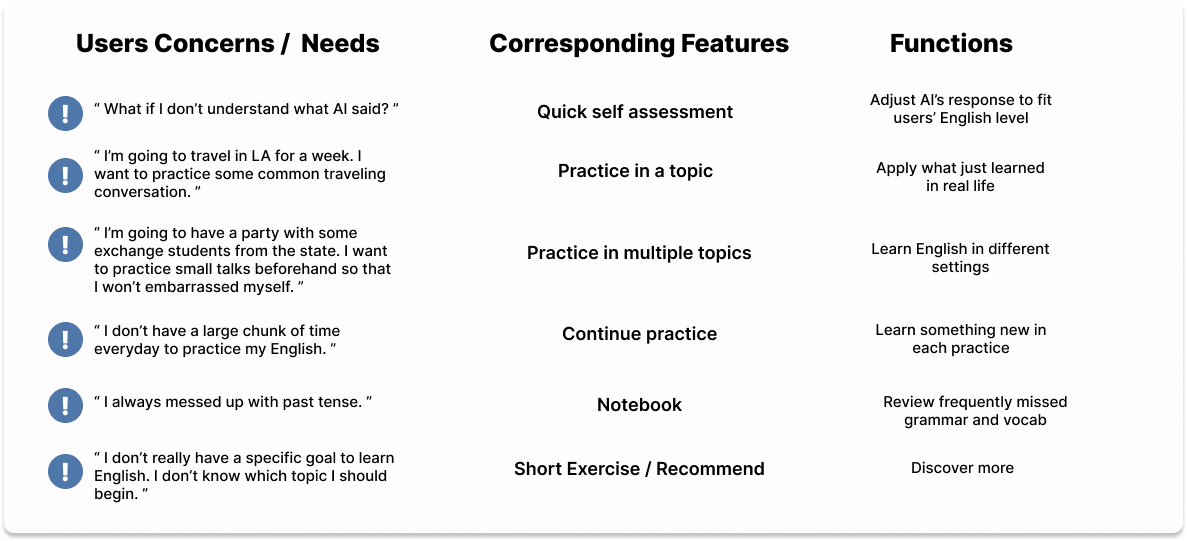 Users Concerns /  Needs
Corresponding Features
Functions
“ What if I don’t understand what AI said? ”
Quick self assessment
Adjust AI’s response to fit
users’ English level
“ I’m going to travel in LA for a week. I
want to practice some common traveling
conversation. ”
Practice in a topic
Apply what just learned
in real life
“ I’m going to have a party with some
exchange students from the state. I want
to practice small talks beforehand so that
I won’t embarrassed myself. ”
Practice in multiple topics
Learn English in different
settings
“ I don’t have a large chunk of time
everyday to practice my English. ”
Continue practice
Learn something new in
each practice
“ I always messed up with past tense. ”
Notebook
Review frequently missed
grammar and vocab
“ I don’t really have a specific goal to learn
English. I don’t know which topic I should
begin. ”
Short Exercise / Recommend
Discover more